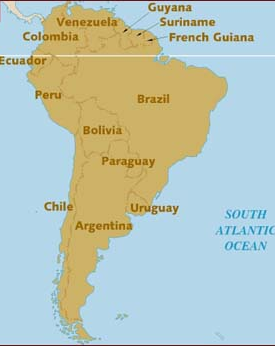 Guyana
Venezuela
Suriname
Colombia
French Guiana
Ecuador
Peru
Brazil
Bolivia
Paraguay
Chile
Uruguay
Argentina
SOUTH
ATLANTIC
OCEAN